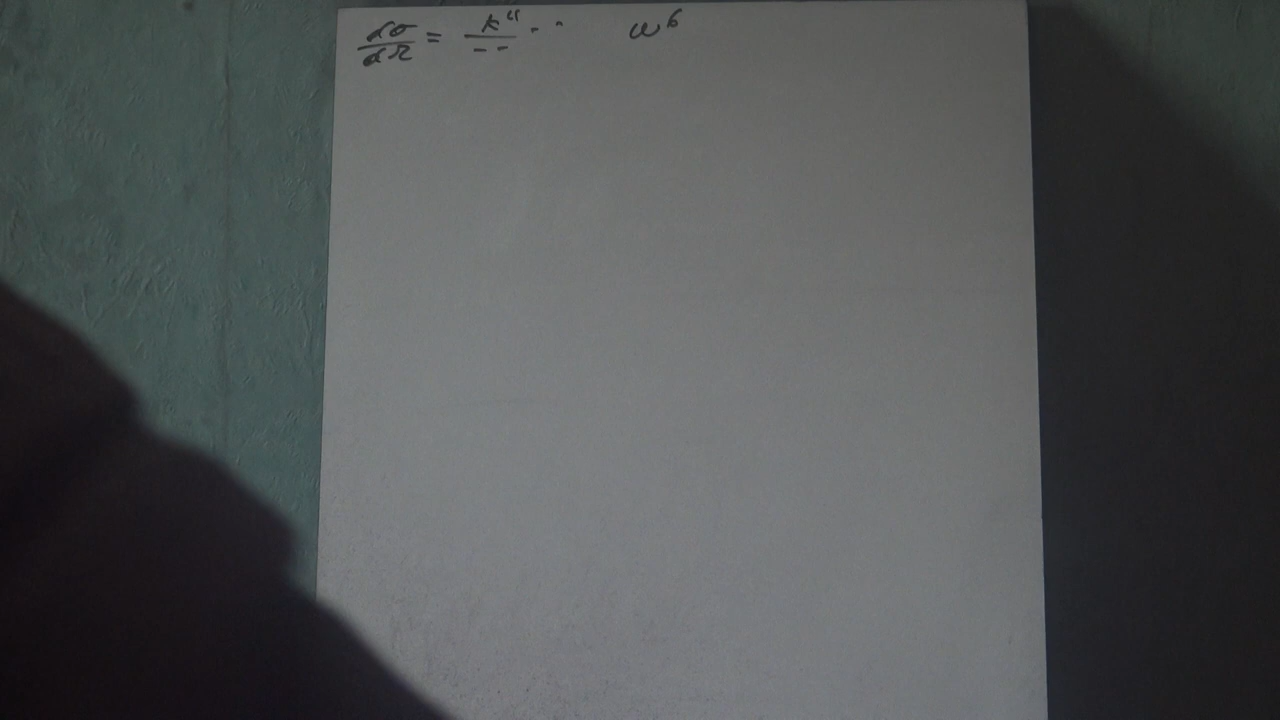 dσ/dΩ = k⁴/-- -- ω⁶